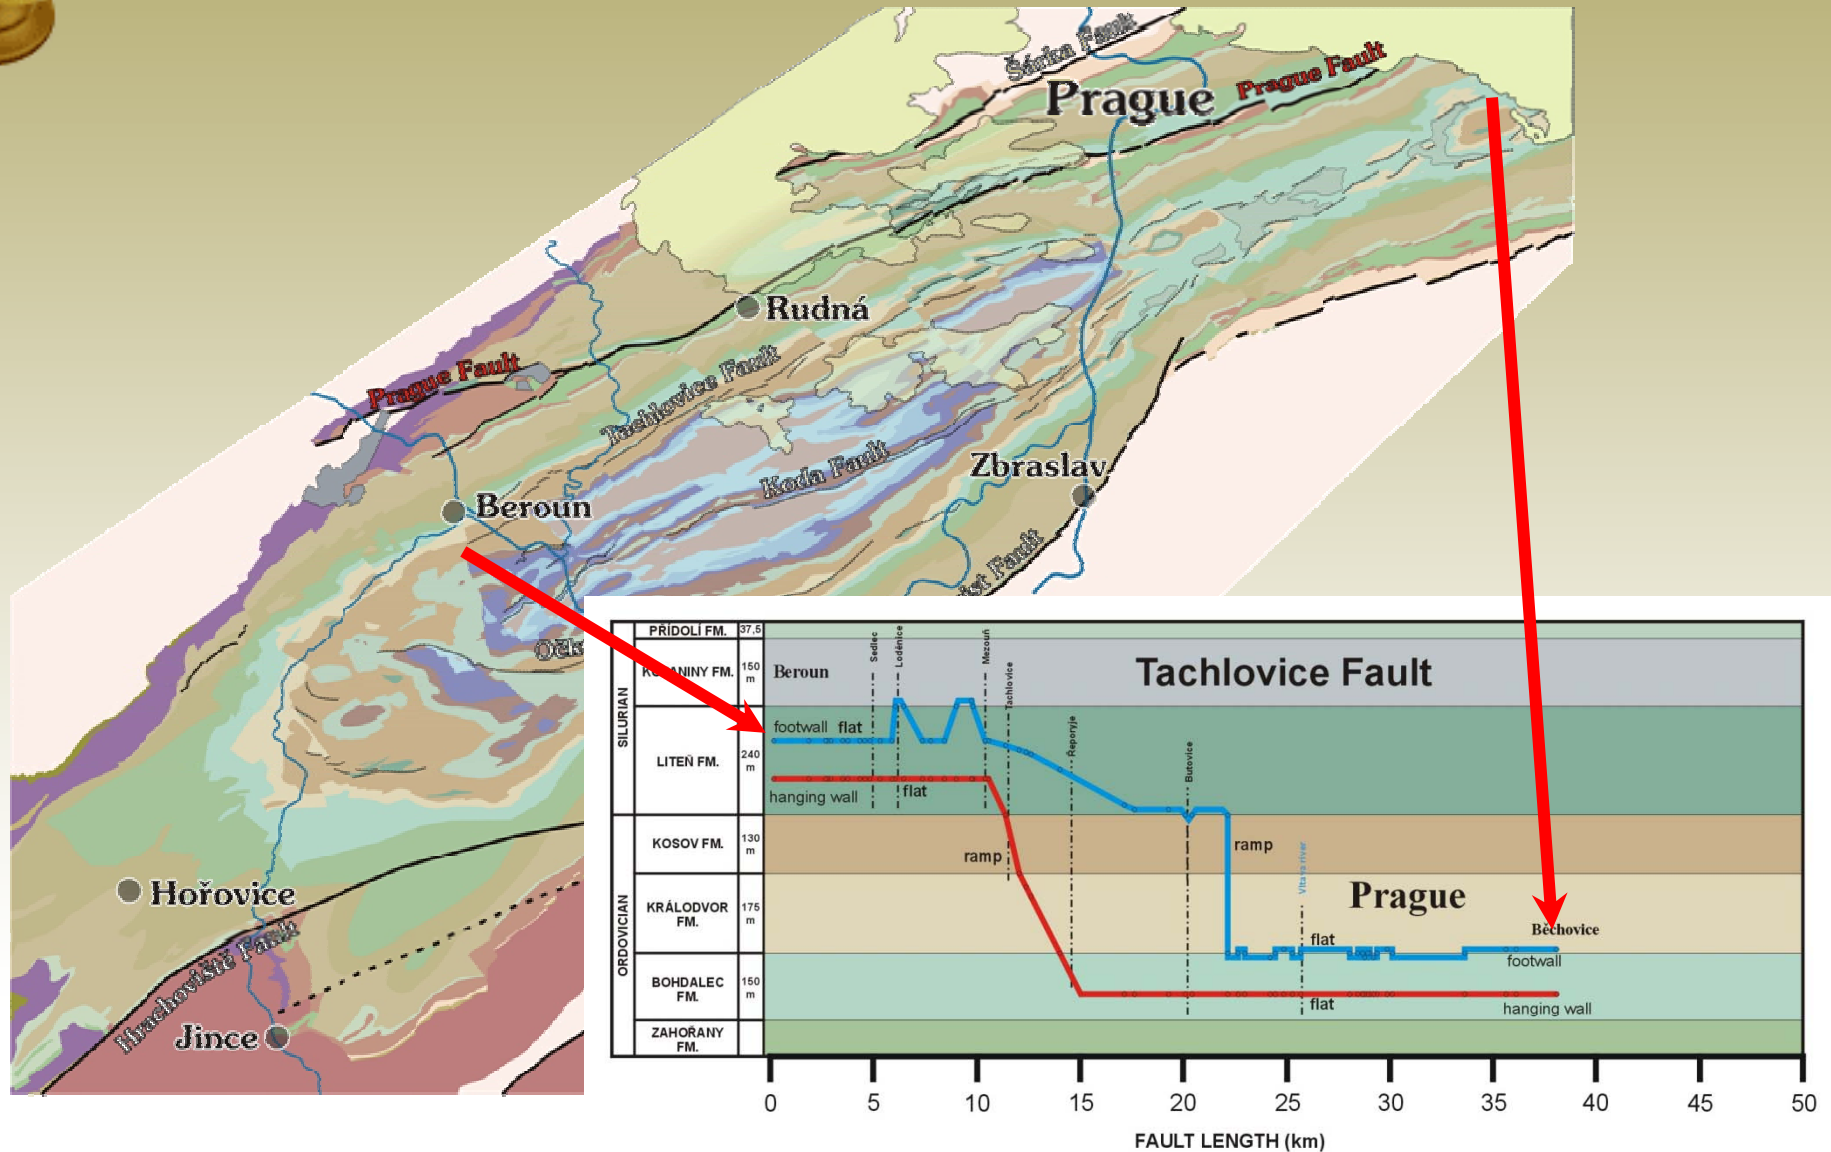 Šárka Fault
Prague
Prague Fault
Rudná
Prague Fault
Tachlovice Fault
Koda Fault
Zbraslav
Beroun
Fault
Hořovice
Hrachoviště Fault
Jince
SILURIAN
ORDOVICIAN
PŘÍDOLÍ FM.
37,5
FM.
150 m
LITEŇ FM.
240 m
KOSOV FM.
130 m
KRÁLODVOR FM.
175 m
BOHDALEC FM.
150 m
ZAHOŘANY FM.
Tachlovice Fault
Beroun
Sedlec
Loděnice
Mezouň
Tachlovice
Řeporyje
Butovice
Vltava river
footwall flat
hanging wall
flat
ramp
ramp
Prague
Běchovice
flat
footwall
flat
hanging wall
0 5 10 15 20 25 30 35 40 45 50
FAULT LENGTH (km)